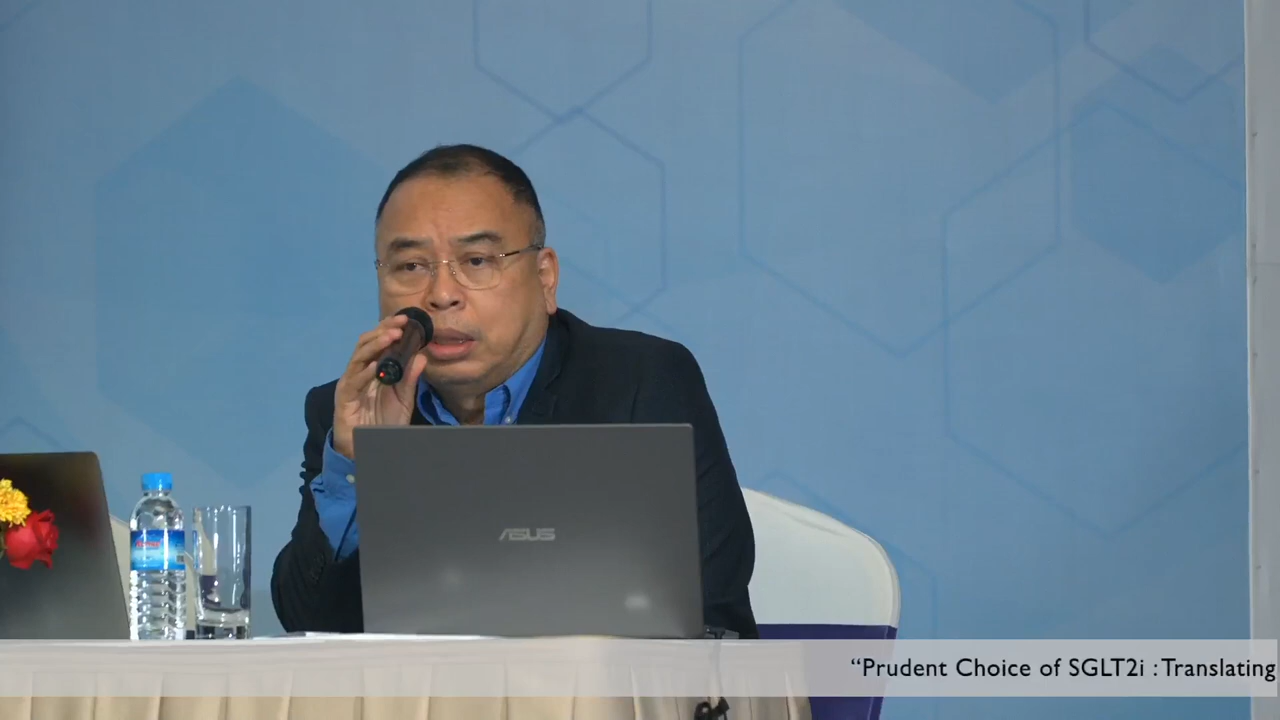 ASUS
“Prudent Choice of SGLT2i : Translating